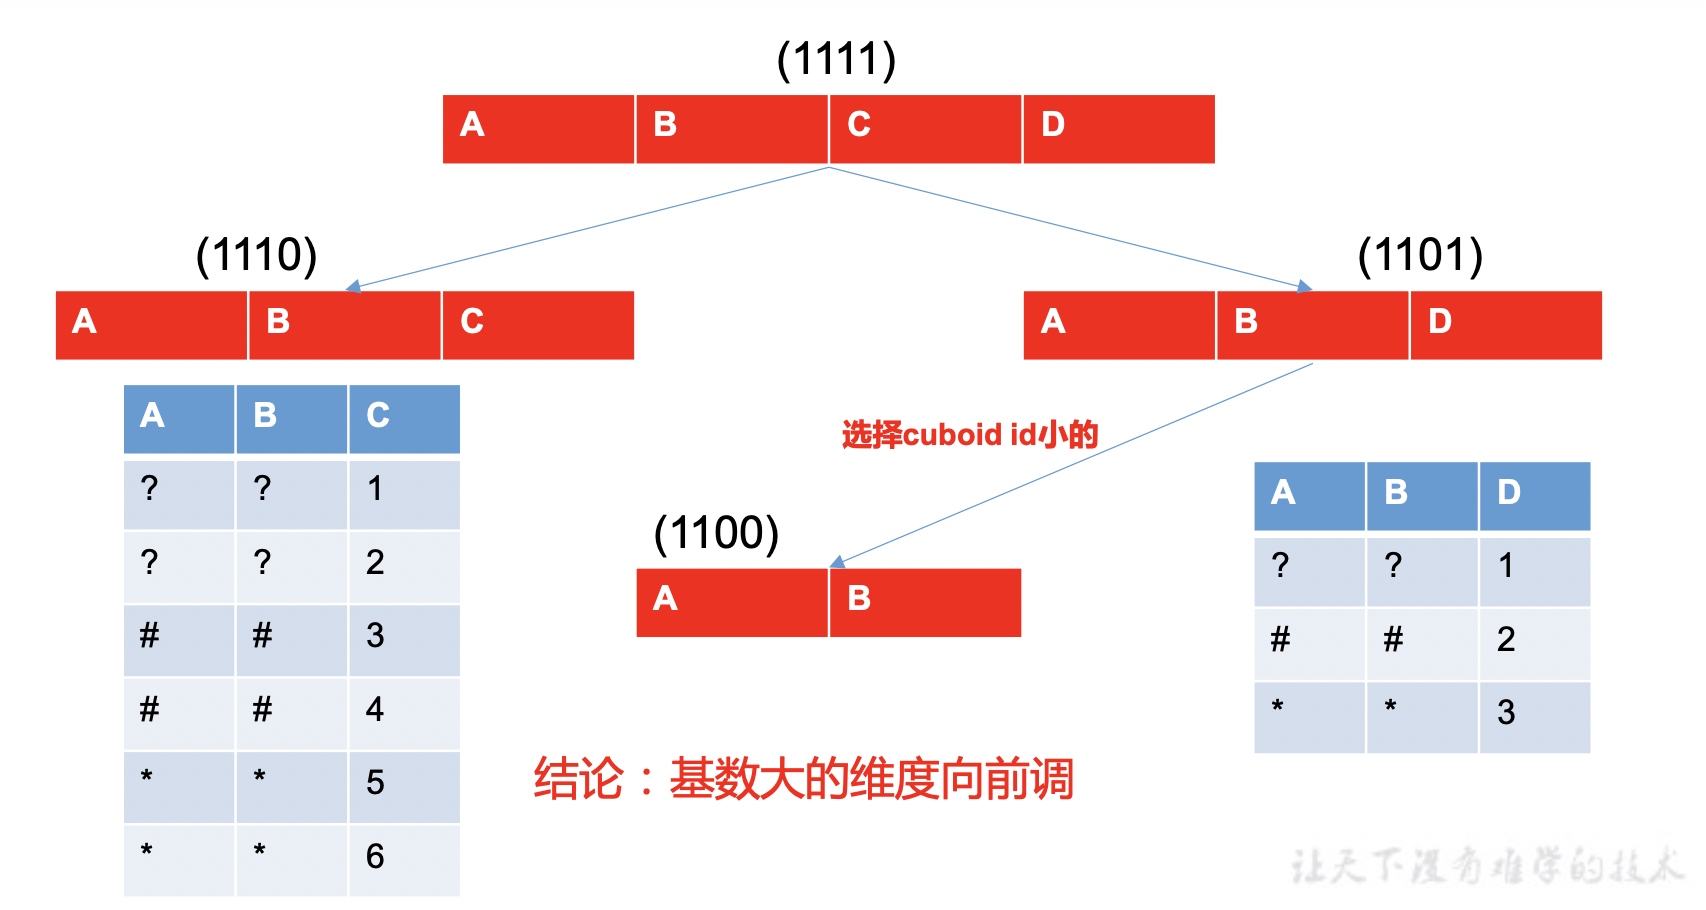 (1111)
A B C D
(1110)
(1101)
A B C
A B D
A B C
? ? 1
? ? 2
# # 3
# # 4
* * 5
* * 6
选择cuboid id小的
(1100)
A B
A B D
? ? 1
# # 2
* * 3
结论：基数大的维度向前调
让天下没有难学的技术